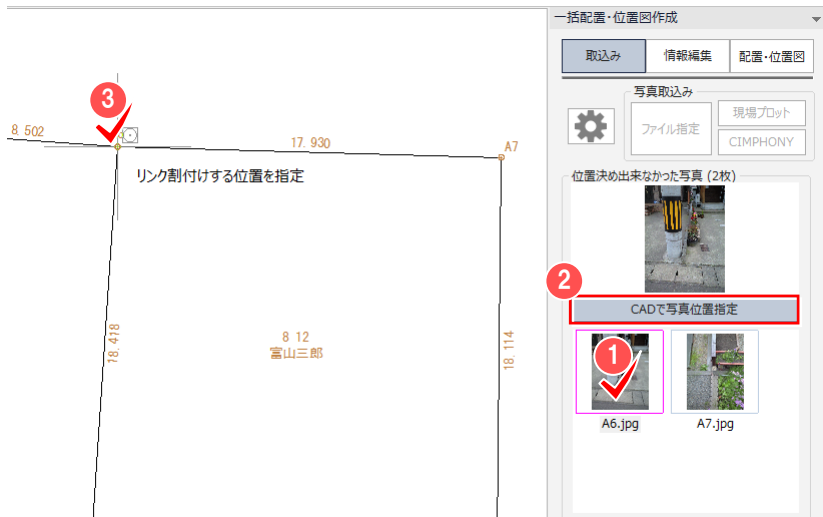 一括配置・位置図作成
取込み
情報編集
配置・位置図
写真取込み
ファイル指定
現場プロット
CIMPHONY
位置決め出来なかった写真 (2枚)
2
CADで写真位置指定
1
A6.jpg
A7.jpg
3
8.502
17.930
A7
リンク割付けする位置を指定
18.418
8 12
富山三郎
18.114